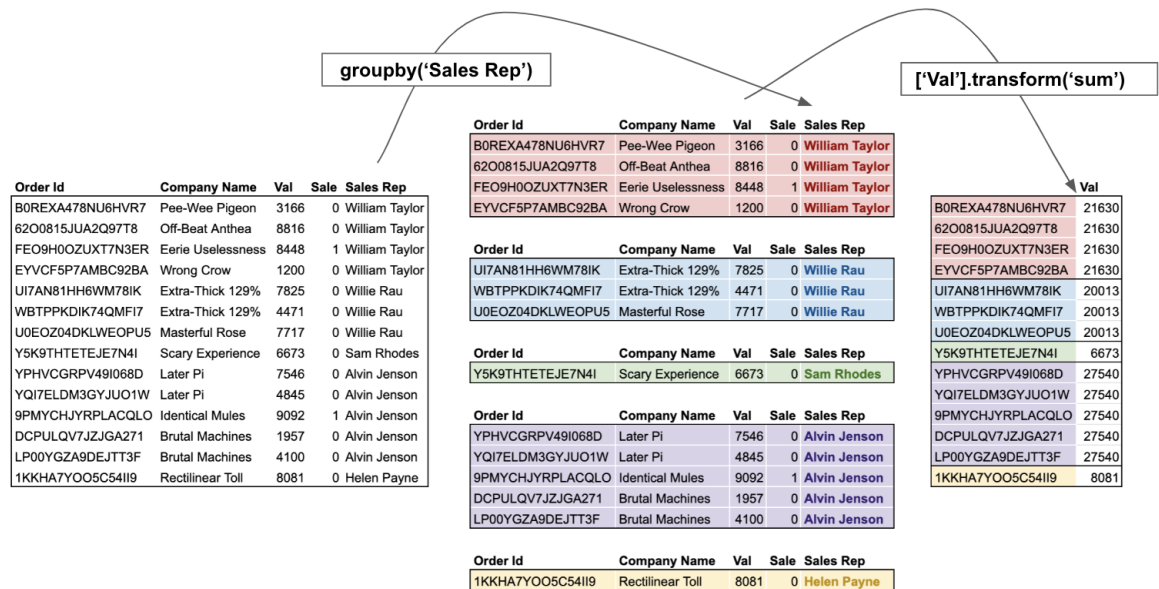 groupby(‘Sales Rep’)
[‘Val’].transform(‘sum’)
Order Id Company Name Val Sale Sales Rep
B0REXA478NU6HVR7 Pee-Wee Pigeon 3166 0 William Taylor
62O0815JUA2Q97T8 Off-Beat Anthea 8816 0 William Taylor
FEO9H0OZUXT7N3ER Eerie Uselessness 8448 1 William Taylor
EYVCF5P7AMBC92BA Wrong Crow 1200 0 William Taylor
UI7AN81HH6WM78IK Extra-Thick 129% 7825 0 Willie Rau
WBTPPKDIK74QMFI7 Extra-Thick 129% 4471 0 Willie Rau
U0EOZ04DKLWEOPU5 Masterful Rose 7717 0 Willie Rau
Y5K9THTETEJE7N4I Scary Experience 6673 0 Sam Rhodes
YPHVCGRPV49I068D Later Pi 7546 0 Alvin Jenson
YQI7ELDM3GYJUO1W Later Pi 4845 0 Alvin Jenson
9PMYCHJYRPLACQLO Identical Mules 9092 1 Alvin Jenson
DCPULQV7JZJGA271 Brutal Machines 1957 0 Alvin Jenson
LP00YGZA9DEJTT3F Brutal Machines 4100 0 Alvin Jenson
1KKHA7YOO5C54II9 Rectilinear Toll 8081 0 Helen Payne
Order Id Company Name Val Sale Sales Rep
B0REXA478NU6HVR7 Pee-Wee Pigeon 3166 0 William Taylor
62O0815JUA2Q97T8 Off-Beat Anthea 8816 0 William Taylor
FEO9H0OZUXT7N3ER Eerie Uselessness 8448 1 William Taylor
EYVCF5P7AMBC92BA Wrong Crow 1200 0 William Taylor
Order Id Company Name Val Sale Sales Rep
UI7AN81HH6WM78IK Extra-Thick 129% 7825 0 Willie Rau
WBTPPKDIK74QMFI7 Extra-Thick 129% 4471 0 Willie Rau
U0EOZ04DKLWEOPU5 Masterful Rose 7717 0 Willie Rau
Order Id Company Name Val Sale Sales Rep
Y5K9THTETEJE7N4I Scary Experience 6673 0 Sam Rhodes
Order Id Company Name Val Sale Sales Rep
YPHVCGRPV49I068D Later Pi 7546 0 Alvin Jenson
YQI7ELDM3GYJUO1W Later Pi 4845 0 Alvin Jenson
9PMYCHJYRPLACQLO Identical Mules 9092 1 Alvin Jenson
DCPULQV7JZJGA271 Brutal Machines 1957 0 Alvin Jenson
LP00YGZA9DEJTT3F Brutal Machines 4100 0 Alvin Jenson
Order Id Company Name Val Sale Sales Rep
1KKHA7YOO5C54II9 Rectilinear Toll 8081 0 Helen Payne
Val
B0REXA478NU6HVR7 21630
62O0815JUA2Q97T8 21630
FEO9H0OZUXT7N3ER 21630
EYVCF5P7AMBC92BA 21630
UI7AN81HH6WM78IK 20013
WBTPPKDIK74QMFI7 20013
U0EOZ04DKLWEOPU5 20013
Y5K9THTETEJE7N4I 6673
YPHVCGRPV49I068D 27540
YQI7ELDM3GYJUO1W 27540
9PMYCHJYRPLACQLO 27540
DCPULQV7JZJGA271 27540
LP00YGZA9DEJTT3F 27540
1KKHA7YOO5C54II9 8081